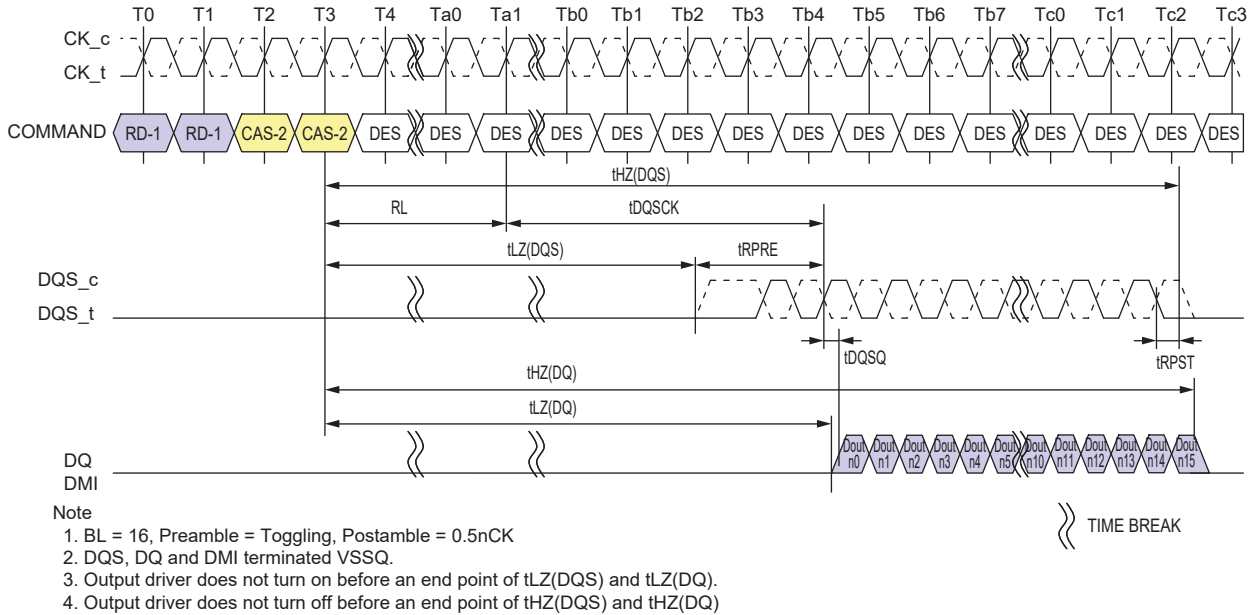 T0 T1 T2 T3 T4 Ta0 Ta1 Tb0 Tb1 Tb2 Tb3 Tb4 Tb5 Tb6 Tb7 Tc0 Tc1 Tc2 Tc3
CK_c
CK_t
COMMAND RD-1 RD-1 CAS-2 CAS-2 DES DES DES DES DES DES DES DES DES DES DES DES DES DES DES
tHZ(DQS)
RL tDQSCK
tLZ(DQS) tRPRE
DQS_c
DQS_t
tDQSQ tRPST
tHZ(DQ)
tLZ(DQ)
Dout Dout Dout Dout Dout Dout Dout Dout Dout Dout Dout Dout
n0 n1 n2 n3 n4 n5 n10 n11 n12 n13 n14 n15
DQ
DMI
Note
1. BL = 16, Preamble = Toggling, Postamble = 0.5nCK
2. DQS, DQ and DMI terminated VSSQ.
3. Output driver does not turn on before an end point of tLZ(DQS) and tLZ(DQ).
4. Output driver does not turn off before an end point of tHZ(DQS) and tHZ(DQ)
TIME BREAK